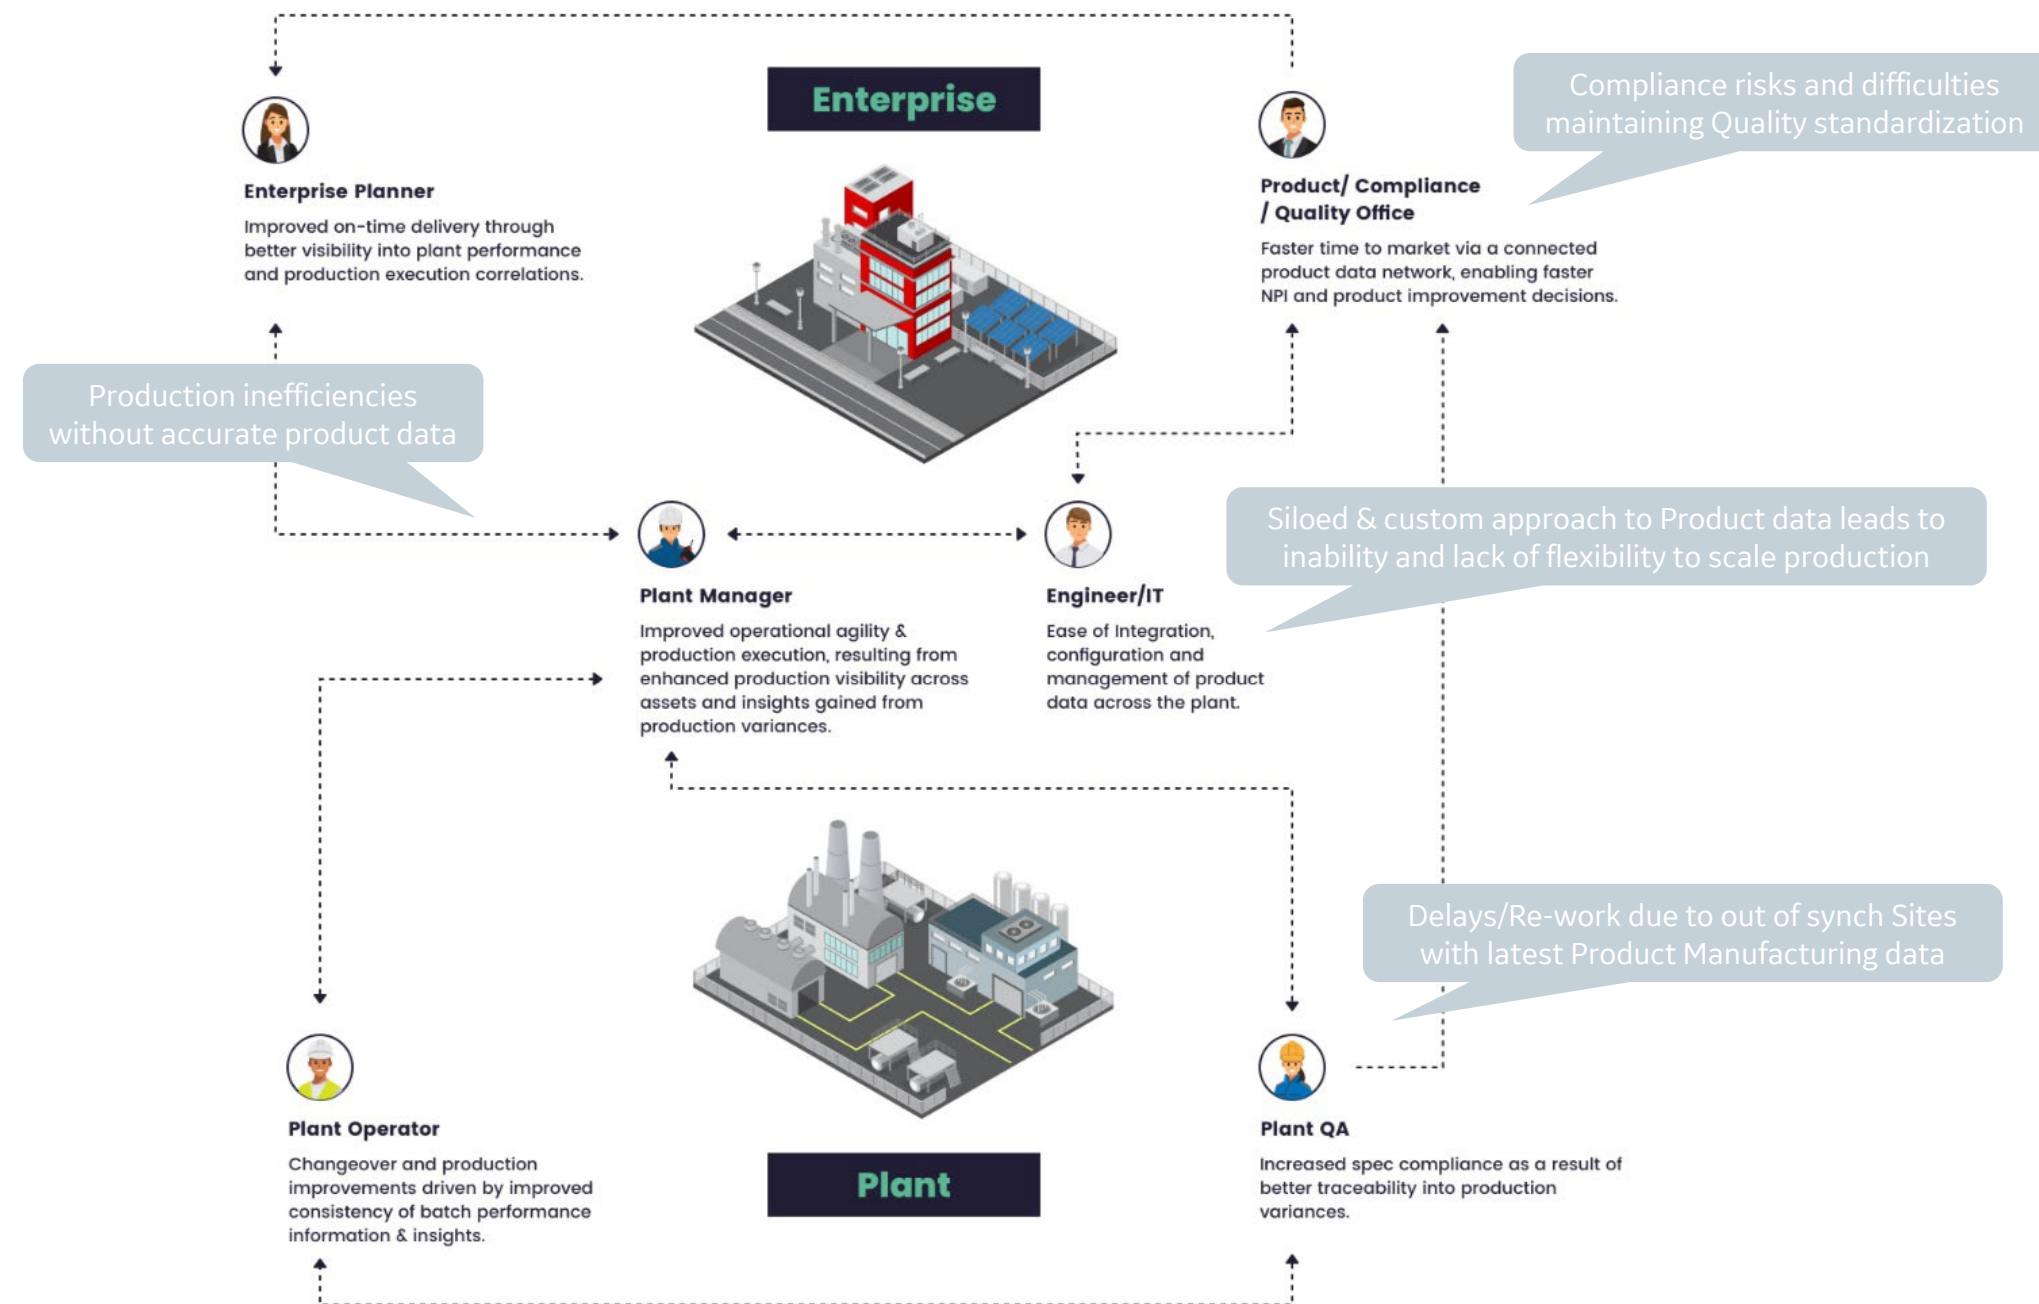 Enterprise
Compliance risks and difficulties
maintaining Quality standardization
Enterprise Planner
Improved on-time delivery through
better visibility into plant performance
and production execution correlations.
Product/ Compliance
/ Quality Office
Faster time to market via a connected
product data network, enabling faster
NPI and product improvement decisions.
Production inefficiencies
without accurate product data
Siloed & custom approach to Product data leads to
inability and lack of flexibility to scale production
Plant Manager
Improved operational agility &
production execution, resulting from
enhanced production visibility across
assets and insights gained from
production variances.
Engineer/IT
Ease of Integration,
configuration and
management of product
data across the plant.
Delays/Re-work due to out of synch Sites
with latest Product Manufacturing data
Plant Operator
Changeover and production
improvements driven by improved
consistency of batch performance
information & insights.
Plant
Plant QA
Increased spec compliance as a result of
better traceability into production
variances.